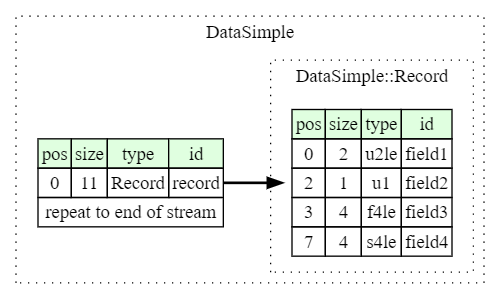 DataSimple
DataSimple::Record
pos size type id
0 11 Record record
repeat to end of stream
pos size type id
0 2 u2le field1
2 1 u1 field2
3 4 f4le field3
7 4 s4le field4